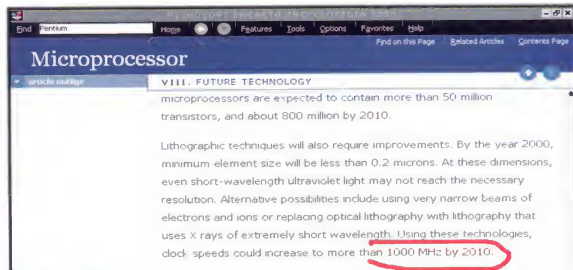 Find Pentium Home Features Tools Options Favorites Help
Find on this Page Related Articles Contents Page
Microprocessor
article outline
VIII. FUTURE TECHNOLOGY
microprocessors are expected to contain more than 50 million
transistors, and about 800 million by 2010.
Lithographic techniques will also require improvements. By the year 2000,
minimum element size will be less than 0.2 microns. At these dimensions,
even short-wavelength ultraviolet light may not reach the necessary
resolution. Alternative possibilities include using very narrow beams of
electrons and ions or replacing optical lithography with lithography that
uses X rays of extremely short wavelength. Using these technologies,
clock speeds could increase to more than 1000 MHz by 2010.